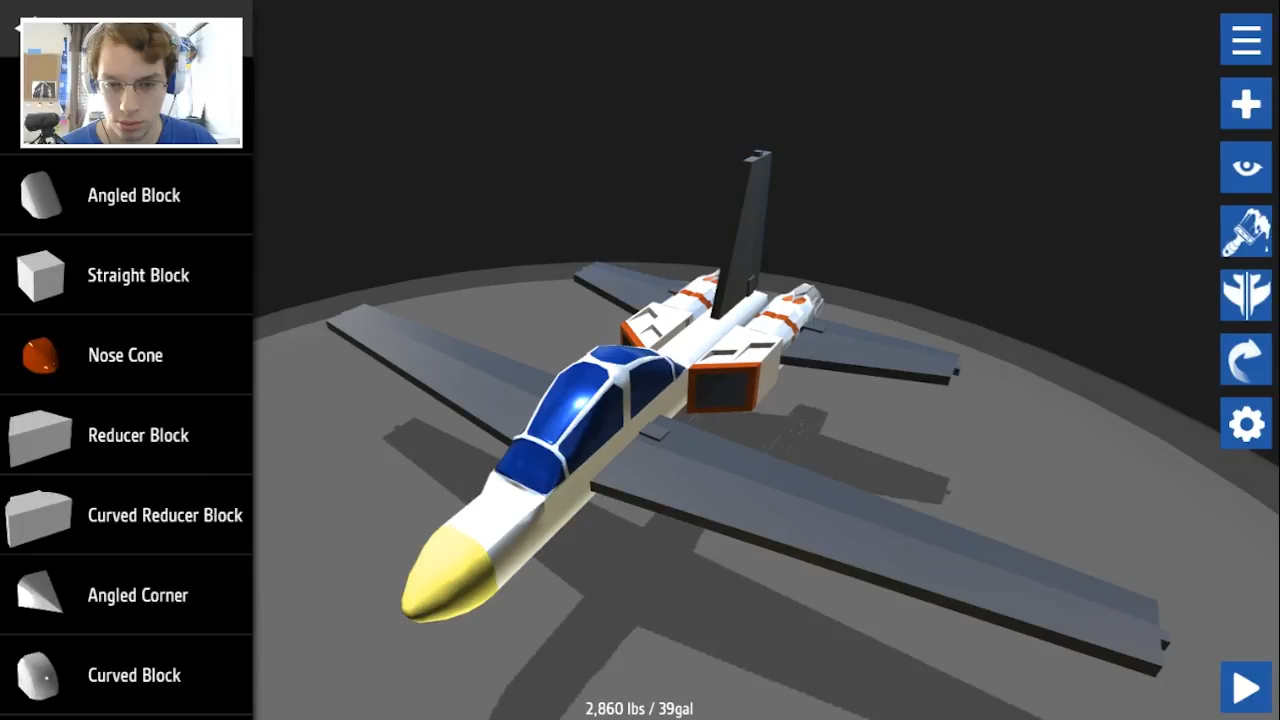 Angled Block
Straight Block
Nose Cone
Reducer Block
Curved Reducer Block
Angled Corner
Curved Block
2,860 lbs / 39gal